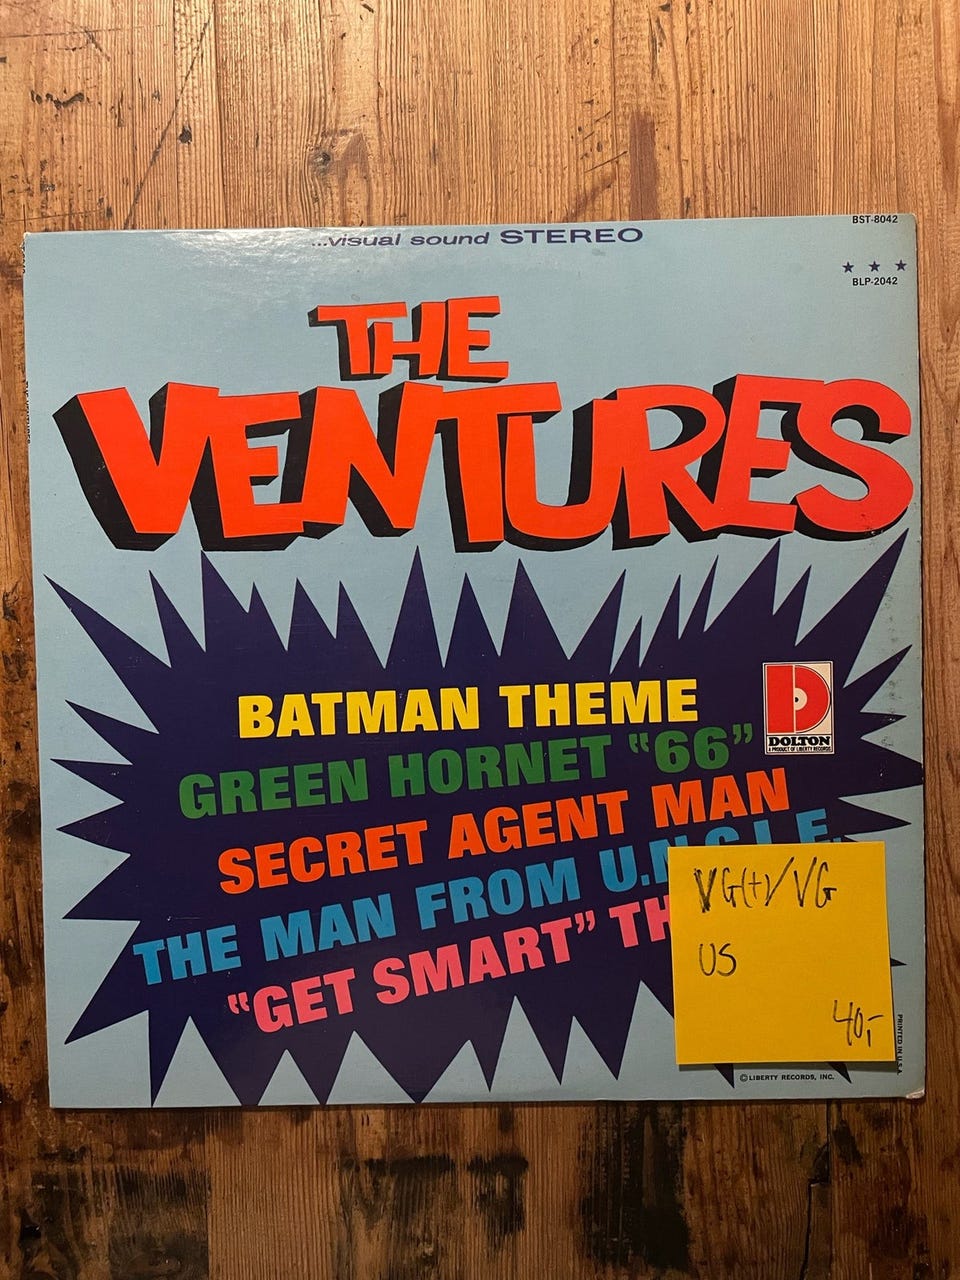 BST-8042
...visual sound STEREO
★ ★ ★
BLP-2042
THE
VENTURES
BATMAN THEME
DOLTON
A PRODUCT OF LIBERTY RECORDS
GREEN HORNET "66"
SECRET AGENT MAN
THE MAN FROM U.N.C.L.E.
"GET SMART" TH
VG(+)/VG
US
40,-
PRINTED IN U.S.A.
© LIBERTY RECORDS, INC.